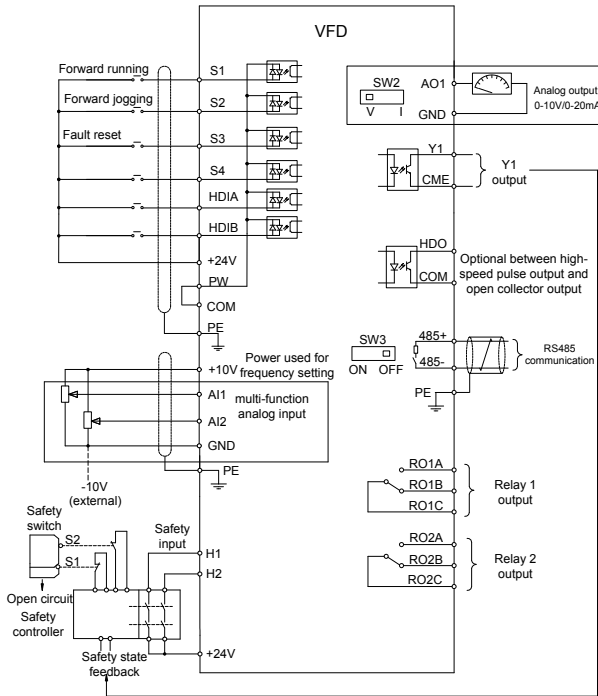 VFD
Forward running
S1
Forward jogging
S2
Fault reset
S3
S4
HDIA
HDIB
+24V
PW
COM
PE
SW2
V I
AO1
GND
Analog output
0-10V/0-20mA
Y1
CME
Y1
output
HDO
COM
Optional between high-
speed pulse output and
open collector output
SW3
ON OFF
485+
485-
PE
RS485
communication
Power used for
frequency setting
+10V
multi-function
analog input
AI1
AI2
GND
PE
-10V
(external)
RO1A
RO1B
RO1C
Relay 1
output
RO2A
RO2B
RO2C
Relay 2
output
Safety
switch
S2
S1
Open circuit
Safety
controller
Safety
input
H1
H2
+24V
Safety state
feedback